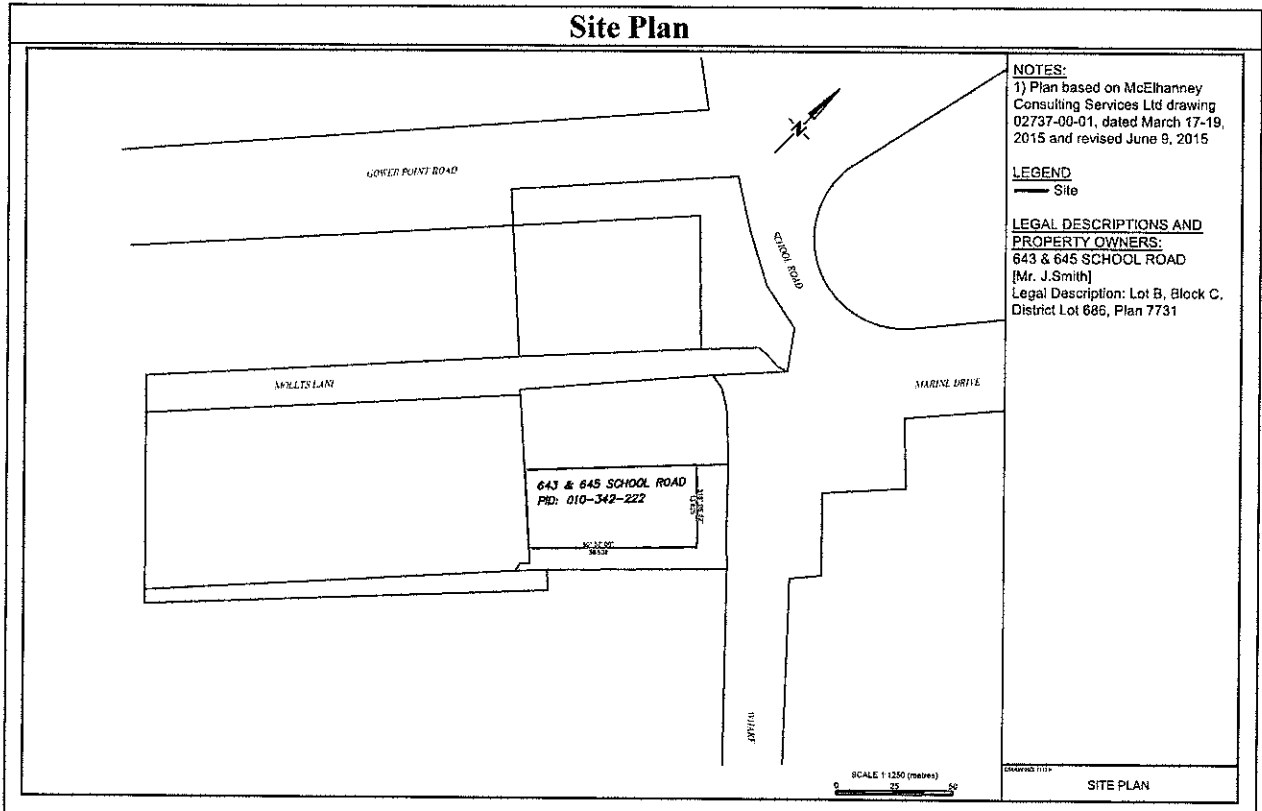 Site Plan
GOWER POINT ROAD
SCHOOL ROAD
N
MARINE DRIVE
643 & 645 SCHOOL ROAD
PID: 010-342-222
WHARF
SCALE 1:1250 (metres)
0 25 50
NOTES:
1) Plan based on McElhanney
Consulting Services Ltd drawing
02737-00-01, dated March 17-19,
2015 and revised June 9, 2015
LEGEND
Site
LEGAL DESCRIPTIONS AND
PROPERTY OWNERS:
643 & 645 SCHOOL ROAD
[Mr. J.Smith]
Legal Description: Lot B, Block C,
District Lot 686, Plan 7731
DRAWING TITLE
SITE PLAN